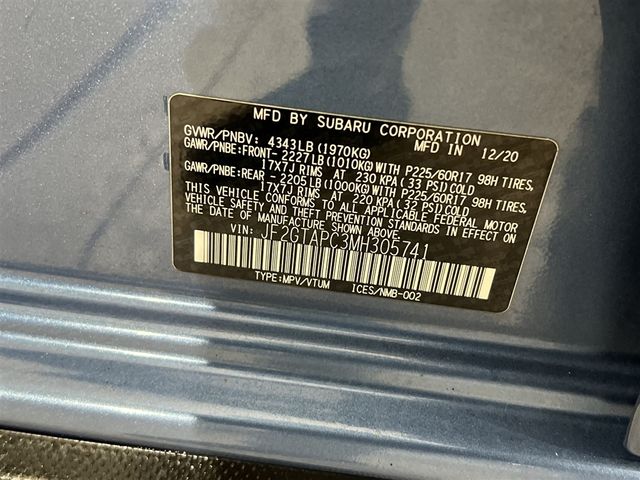 MFD BY SUBARU CORPORATION
GVWR/PNBV: 4343LB(1970KG) MFD IN 12/20
GAWR/PNBE:FRONT- 2227LB(1010KG)WITH P225/60R17 98H TIRES,
17X7J RIMS AT 230 KPA(33 PSI)COLD
GAWR/PNBE:REAR -2205LB(1000KG)WITH P225/60R17 98H TIRES,
17X7J RIMS AT 220 KPA(32 PSI)COLD
THIS VEHICLE CONFORMS TO ALL APPLICABLE FEDERAL MOTOR
VEHICLE SAFETY AND THEFT PREVENTION STANDARDS IN EFFECT ON
THE DATE OF MANUFACTURE SHOWN ABOVE.
VIN: JF2GTAPC3MH305741
TYPE:MPV/VTUM ICES/NMB-002